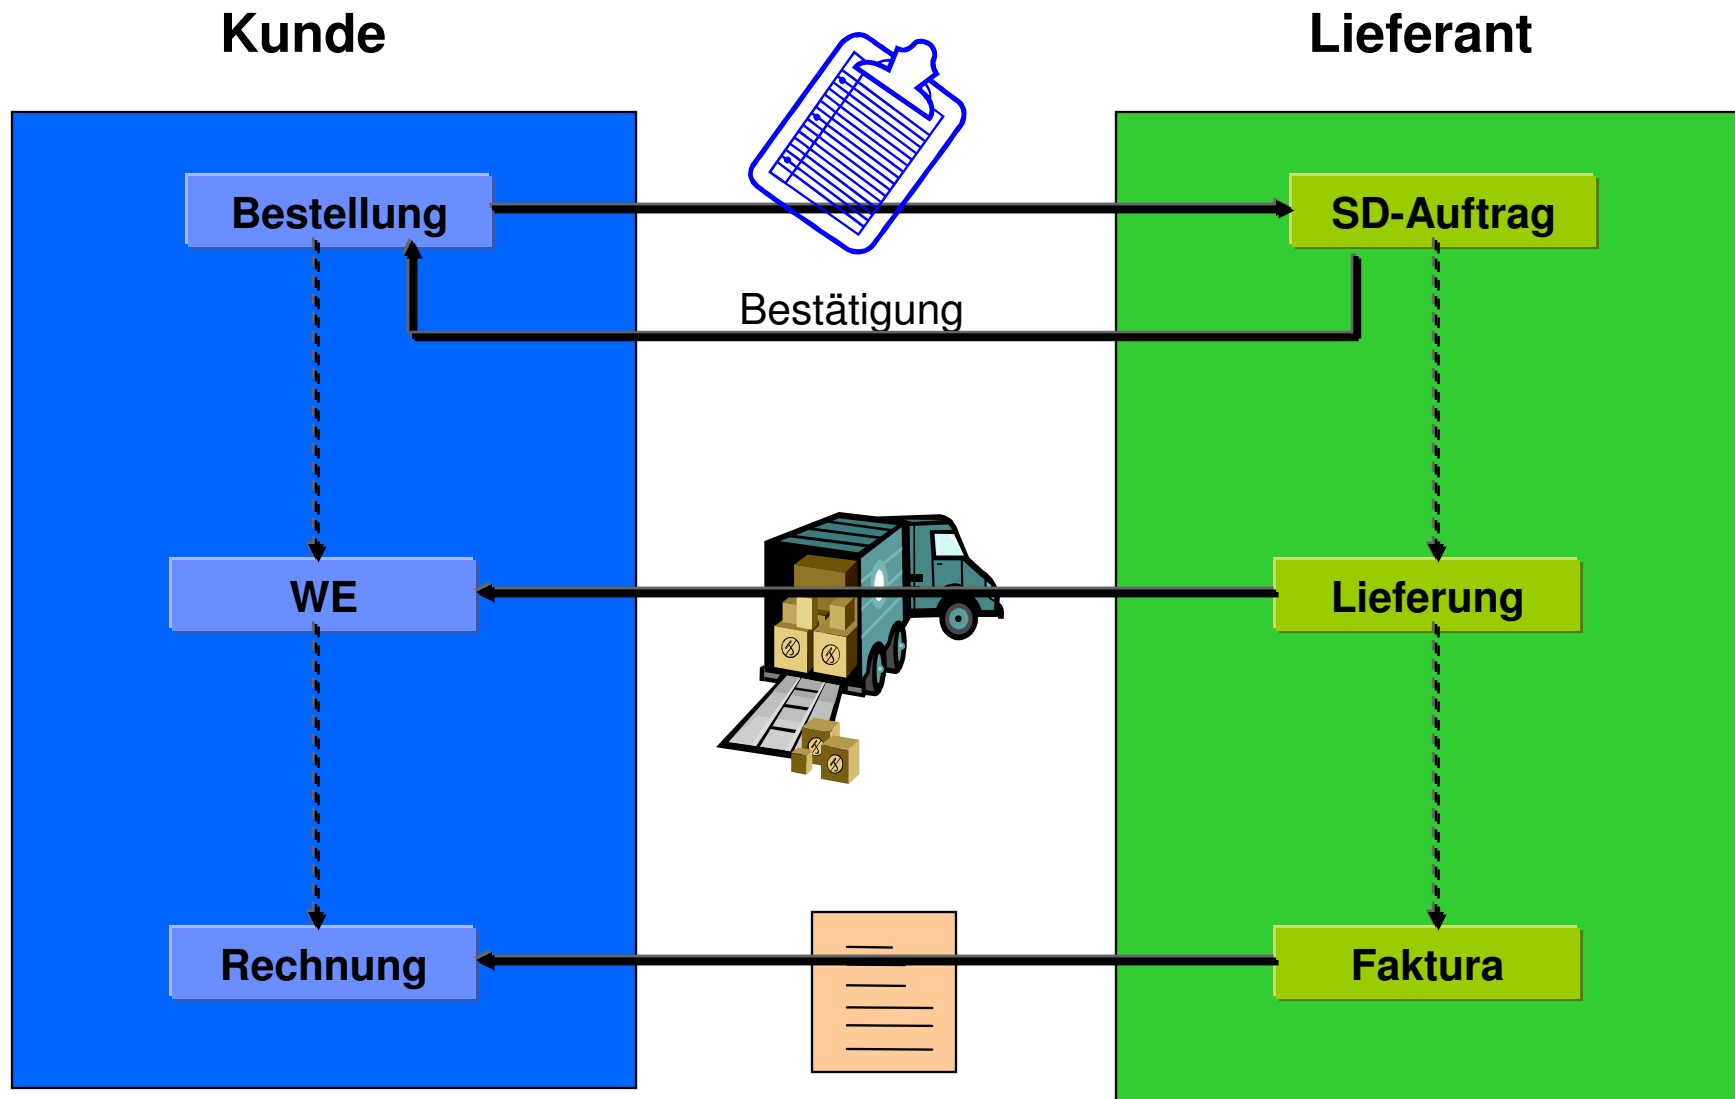 Kunde
Lieferant
Bestellung
SD-Auftrag
Bestätigung
WE
Lieferung
Rechnung
Faktura